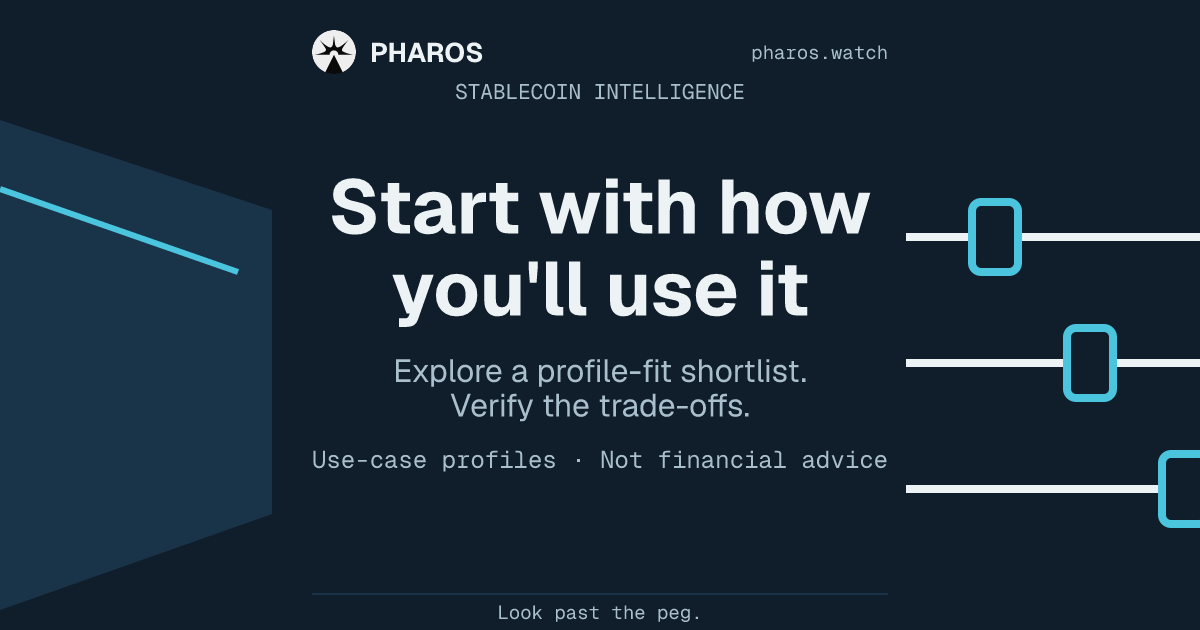 PHAROS
pharos.watch
STABLECOIN INTELLIGENCE
Start with how
you'll use it
Explore a profile-fit shortlist.
Verify the trade-offs.
Use-case profiles · Not financial advice
Look past the peg.